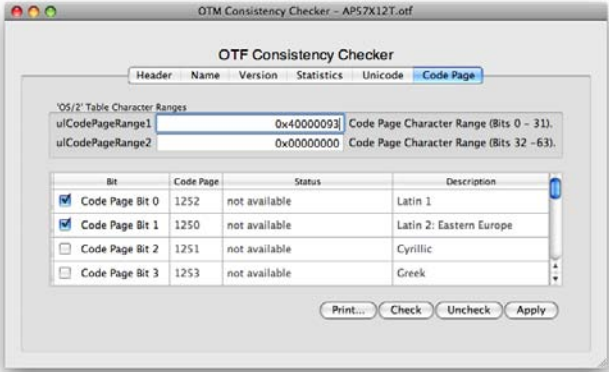 OTM Consistency Checker – AP57X12T.otf
OTF Consistency Checker
Header Name Version Statistics Unicode Code Page
'OS/2' Table Character Ranges
ulCodePageRange1 0x40000093 Code Page Character Range (Bits 0 – 31).
ulCodePageRange2 0x00000000 Code Page Character Range (Bits 32 –63).
Bit Code Page Status Description
Code Page Bit 0 1252 not available Latin 1
Code Page Bit 1 1250 not available Latin 2: Eastern Europe
Code Page Bit 2 1251 not available Cyrillic
Code Page Bit 3 1253 not available Greek
Print... Check Uncheck Apply